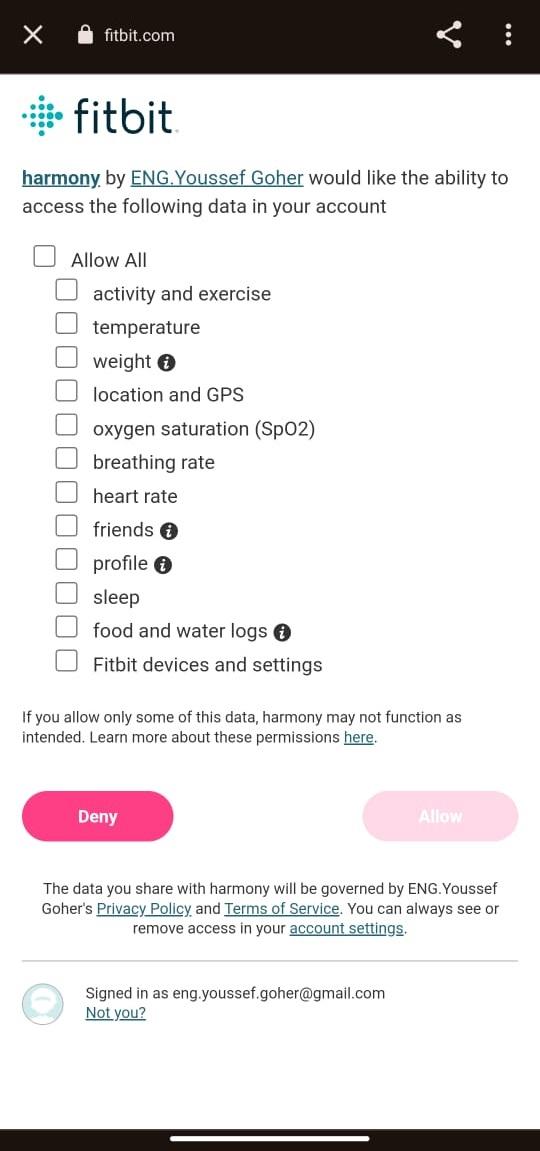 fitbit.com
fitbit
harmony by ENG.Youssef Goher would like the ability to
access the following data in your account
Allow All
activity and exercise
temperature
weight
location and GPS
oxygen saturation (SpO2)
breathing rate
heart rate
friends
profile
sleep
food and water logs
Fitbit devices and settings
If you allow only some of this data, harmony may not function as
intended. Learn more about these permissions here.
Deny
Allow
The data you share with harmony will be governed by ENG.Youssef
Goher's Privacy Policy and Terms of Service. You can always see or
remove access in your account settings.
Signed in as eng.youssef.goher@gmail.com
Not you?